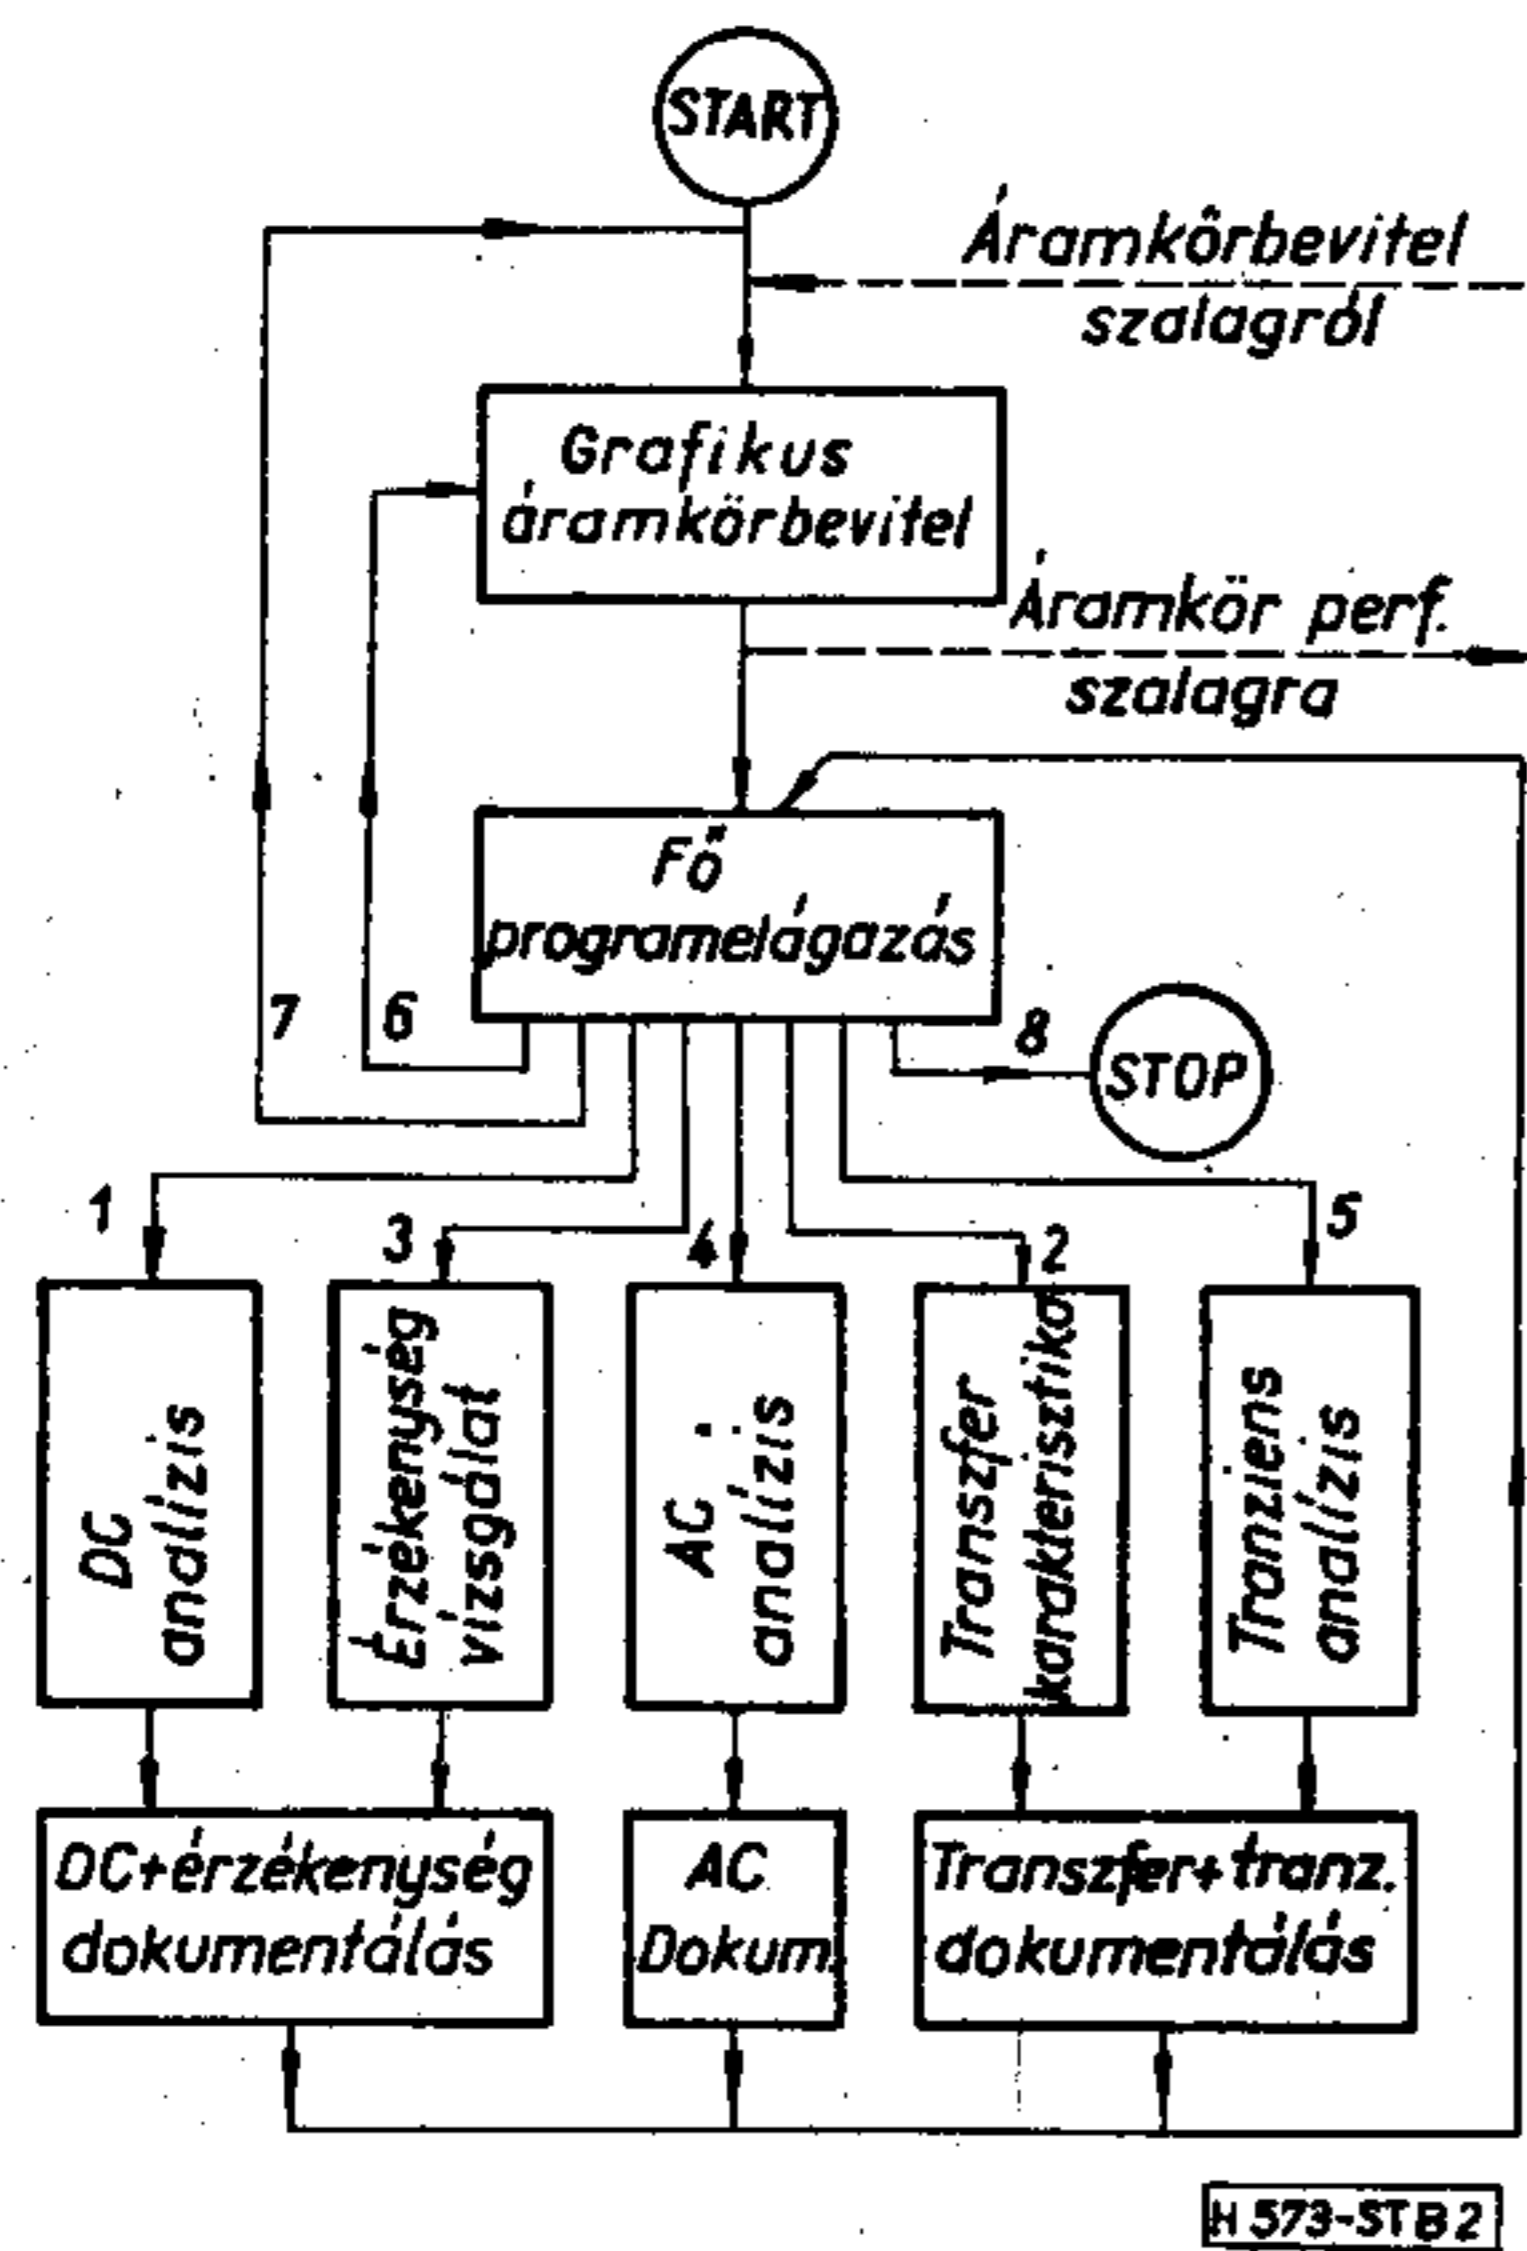 START
Áramkörbevitel
szalagról
Grafikus
áramkörbevitel
Áramkör perf.
szalagra
Fő
programelágazás
7
6
8
STOP
1
3
4
2
5
DC
analízis
Érzékenység
vizsgálat
AC
analízis
Transzfer
karakterisztika
Tranziens
analízis
DC+érzékenység
dokumentálás
AC
Dokum.
Transzfer+tranz.
dokumentálás
H 573-STB2